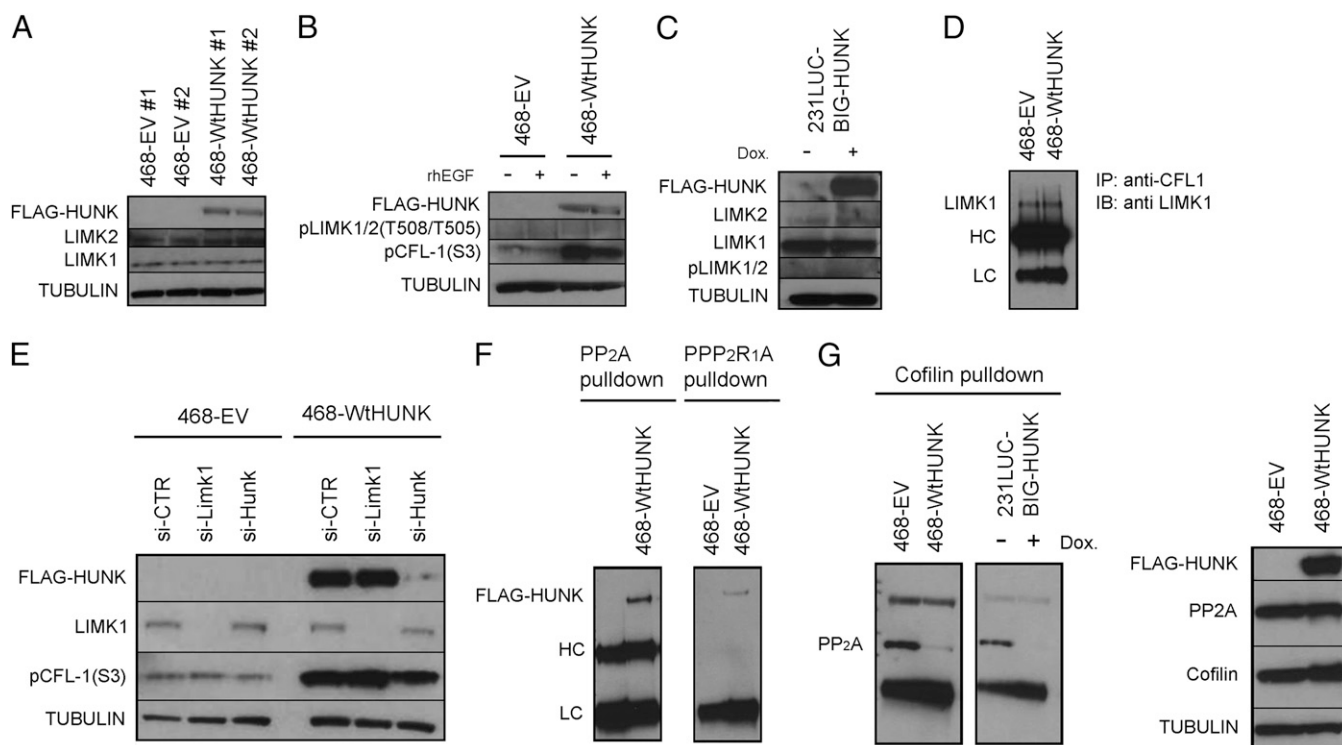 A
468-EV #1
468-EV #2
468-WtHUNK #1
468-WtHUNK #2
FLAG-HUNK
LIMK2
LIMK1
TUBULIN
B
468-EV
468-WtHUNK
rhEGF - + - +
FLAG-HUNK
pLIMK1/2(T508/T505)
pCFL-1(S3)
TUBULIN
C
231LUC-
BIG-HUNK
Dox. - +
FLAG-HUNK
LIMK2
LIMK1
pLIMK1/2
TUBULIN
D
468-EV
468-WtHUNK
LIMK1
HC
LC
IP: anti-CFL1
IB: anti LIMK1
E
468-EV 468-WtHUNK
si-CTR
si-Limk1
si-Hunk
si-CTR
si-Limk1
si-Hunk
FLAG-HUNK
LIMK1
pCFL-1(S3)
TUBULIN
F
PP2A
pulldown
PPP2R1A
pulldown
468-WtHUNK
468-EV
468-WtHUNK
FLAG-HUNK
HC
LC
G
Cofilin pulldown
468-EV
468-WtHUNK
231LUC-
BIG-HUNK
- + Dox.
PP2A
468-EV
468-WtHUNK
FLAG-HUNK
PP2A
Cofilin
TUBULIN